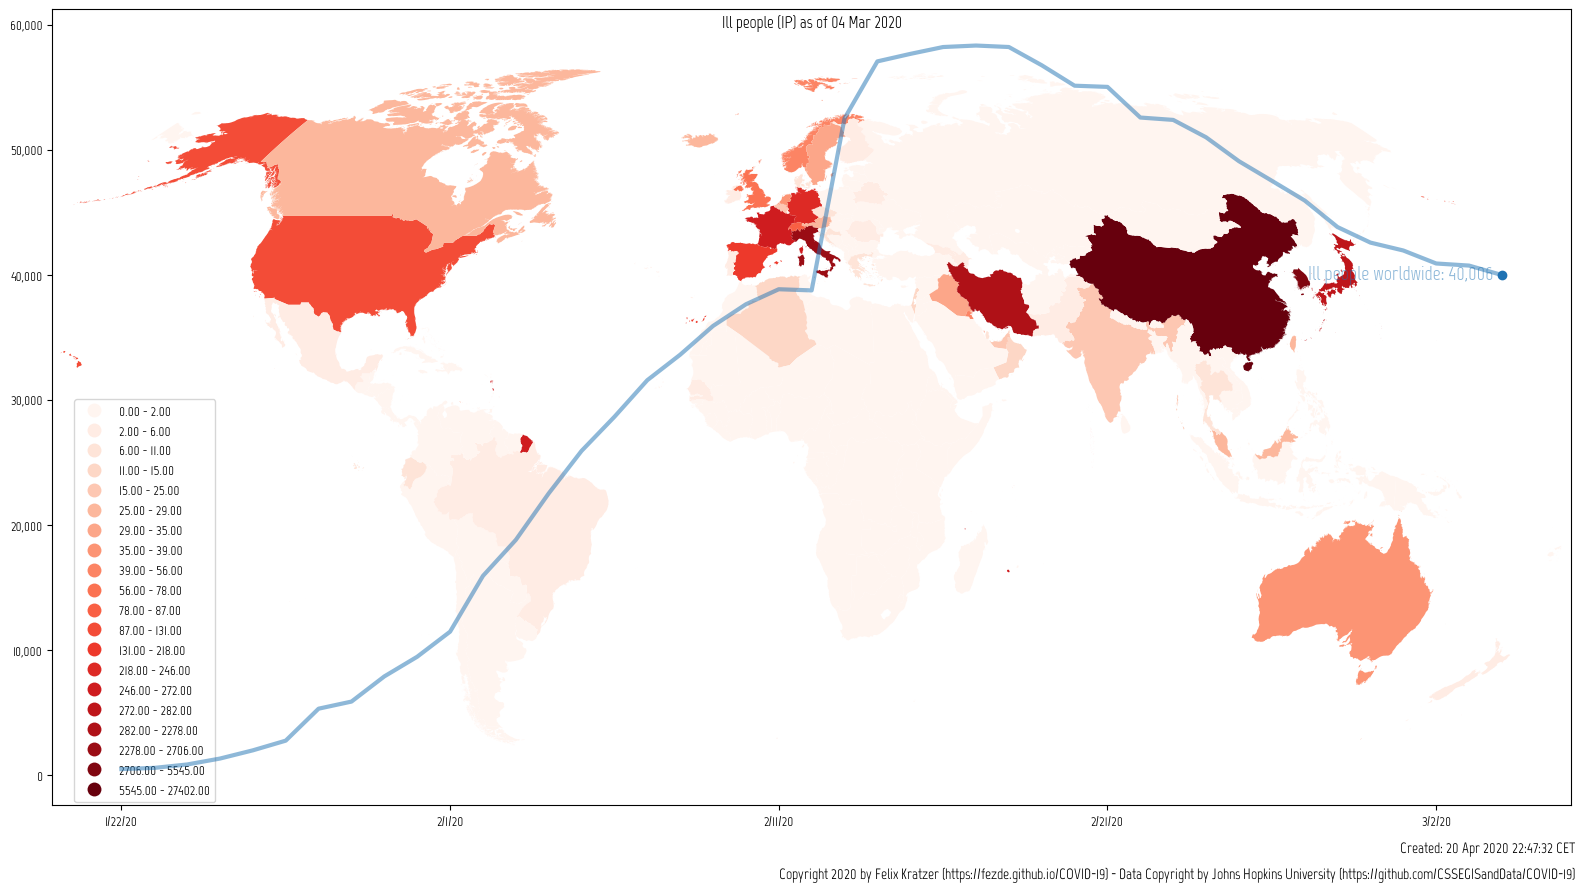 Ill people (IP) as of 04 Mar 2020
60,000
50,000
40,000
30,000
20,000
10,000
0
Ill people worldwide: 40,006
0.00 - 2.00
2.00 - 6.00
6.00 - 11.00
11.00 - 15.00
15.00 - 25.00
25.00 - 29.00
29.00 - 35.00
35.00 - 39.00
39.00 - 56.00
56.00 - 78.00
78.00 - 87.00
87.00 - 131.00
131.00 - 218.00
218.00 - 246.00
246.00 - 272.00
272.00 - 282.00
282.00 - 2278.00
2278.00 - 2706.00
2706.00 - 5545.00
5545.00 - 27402.00
1/22/20 2/1/20 2/11/20 2/21/20 3/2/20
Created: 20 Apr 2020 22:47:32 CET
Copyright 2020 by Felix Kratzer (https://fezde.github.io/COVID-19) - Data Copyright by Johns Hopkins University (https://github.com/CSSEGISandData/COVID-19)